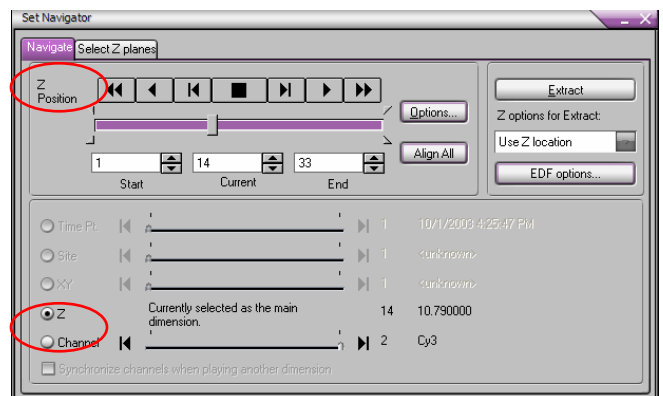 Set Navigator
Navigate Select Z planes
Z
Position
Extract
Options...
Z options for Extract:
Use Z location
Align All
1 14 33
EDF options...
Start Current End
Time Pt. 1 10/1/2003 4:25:47 PM
Site 1 <unknown>
XY 1 <unknown>
Z Currently selected as the main
dimension. 14 10.790000
Channel 2 Cy3
Synchronize channels when playing another dimension